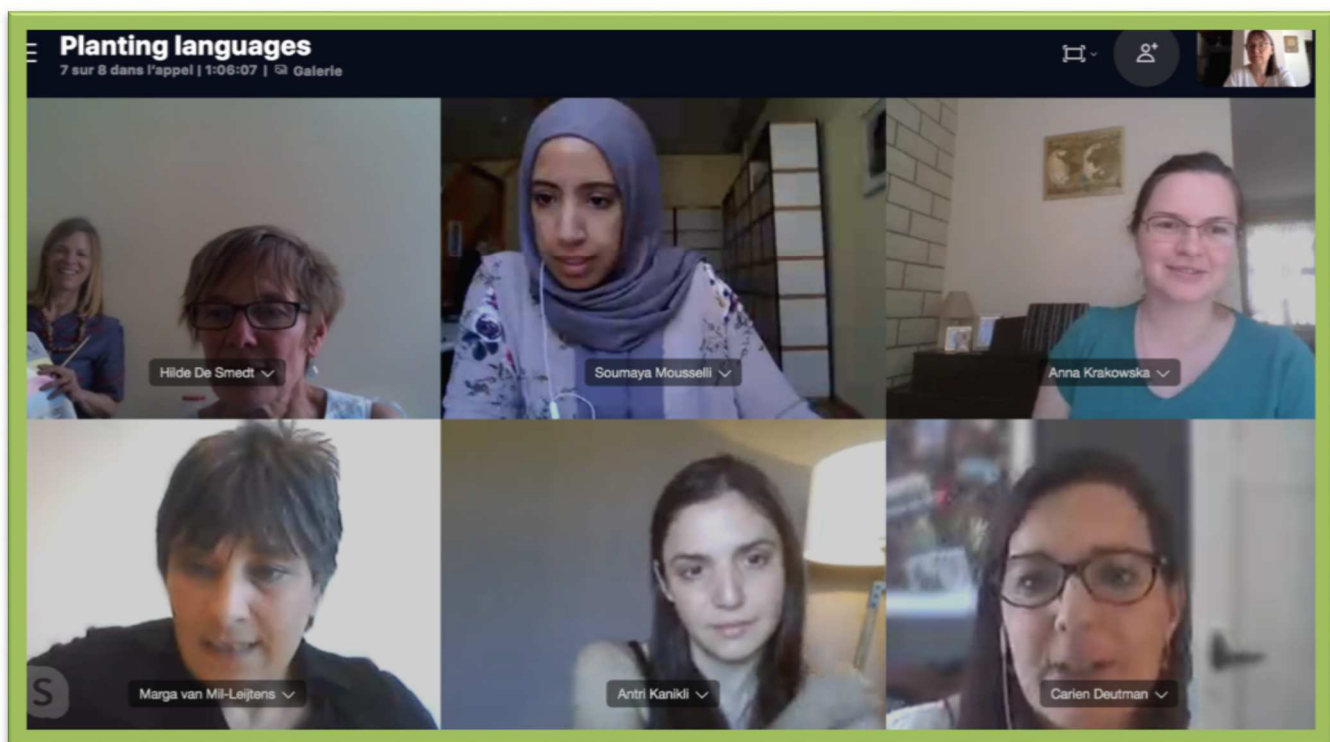 Planting languages
7 sur 8 dans l'appel | 1:06:07 | Galerie
Hilde De Smedt
Soumaya Mousselli
Anna Krakowska
Marga van Mil-Leijtens
Antri Kanikli
Carien Deutman
S